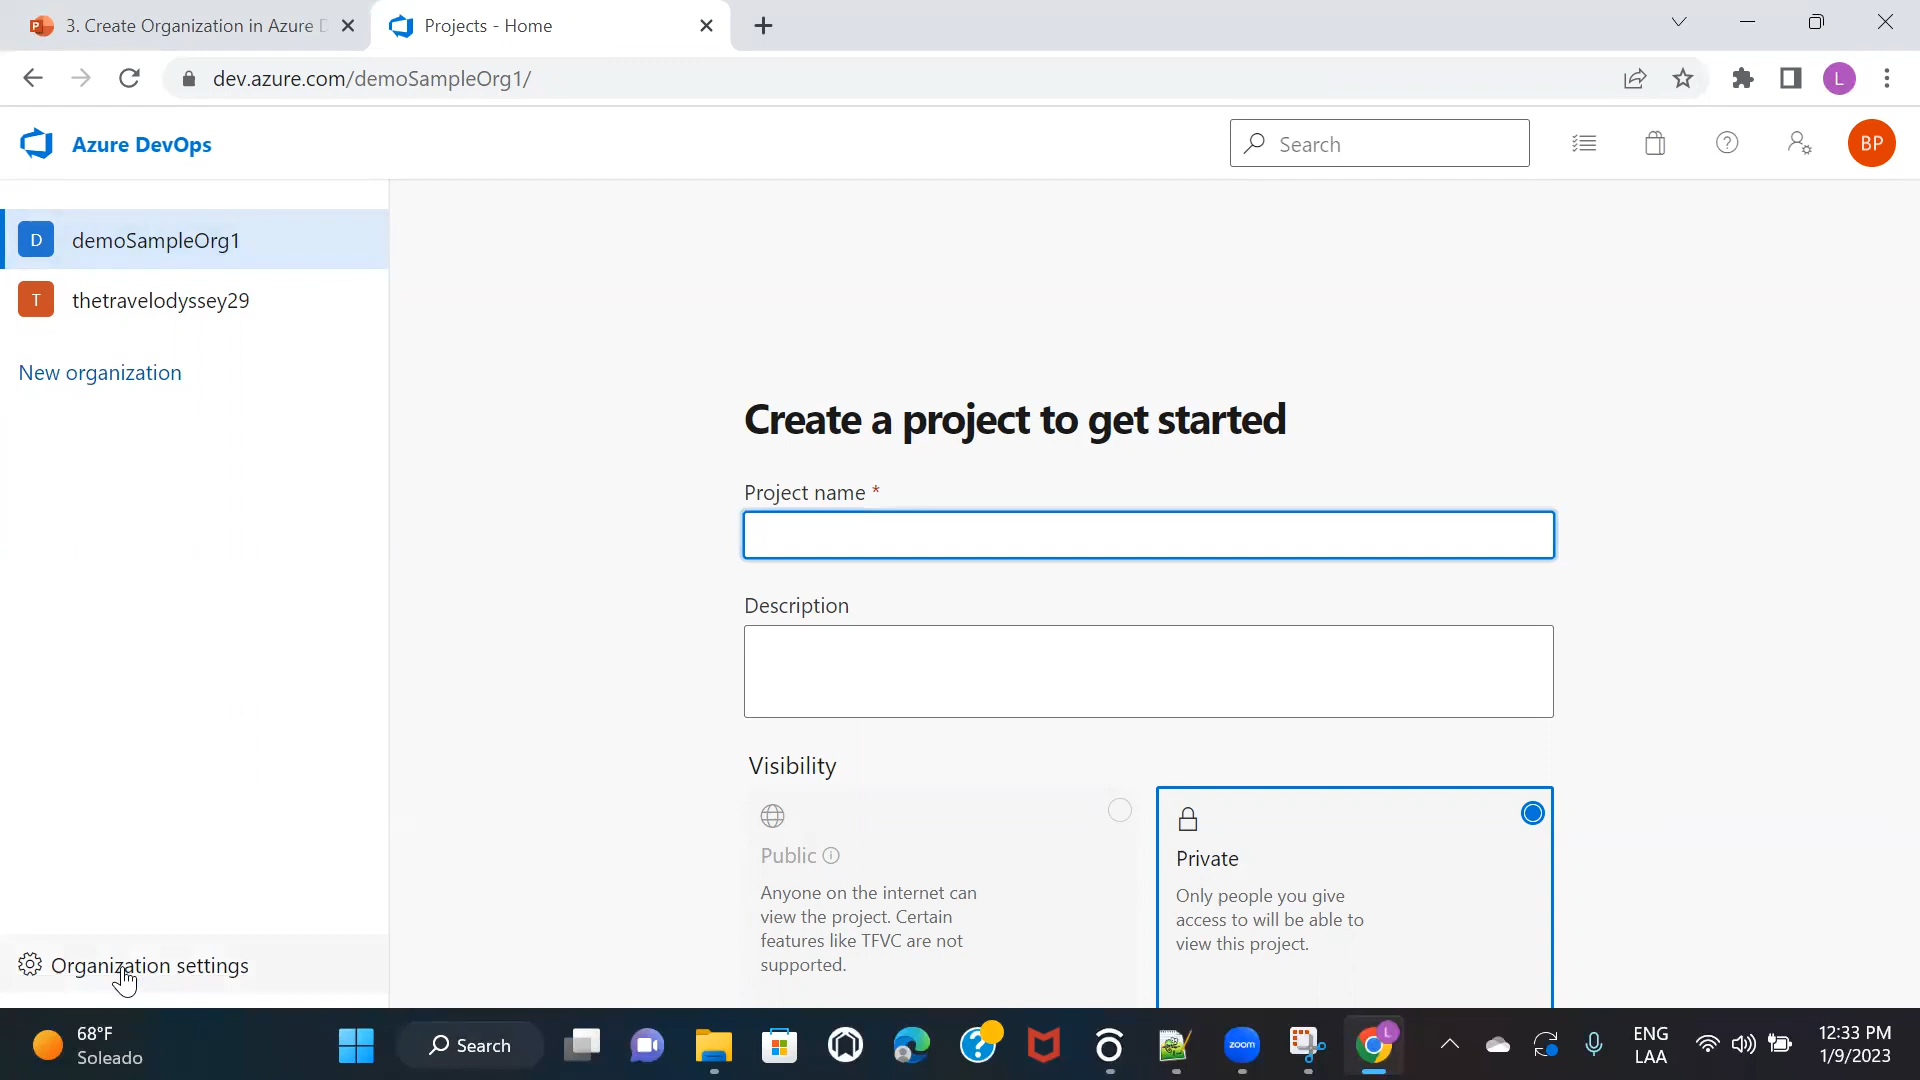 3. Create Organization in Azure D
Projects - Home
dev.azure.com/demoSampleOrg1/
L
Azure DevOps
Search
BP
D demoSampleOrg1
T thetravelodyssey29
New organization
Create a project to get started
Project name *
Description
Visibility
Public
Anyone on the internet can
view the project. Certain
features like TFVC are not
supported.
Private
Only people you give
access to will be able to
view this project.
Organization settings
68°F
Soleado
Search
zoom
L
ENG
LAA
12:33 PM
1/9/2023